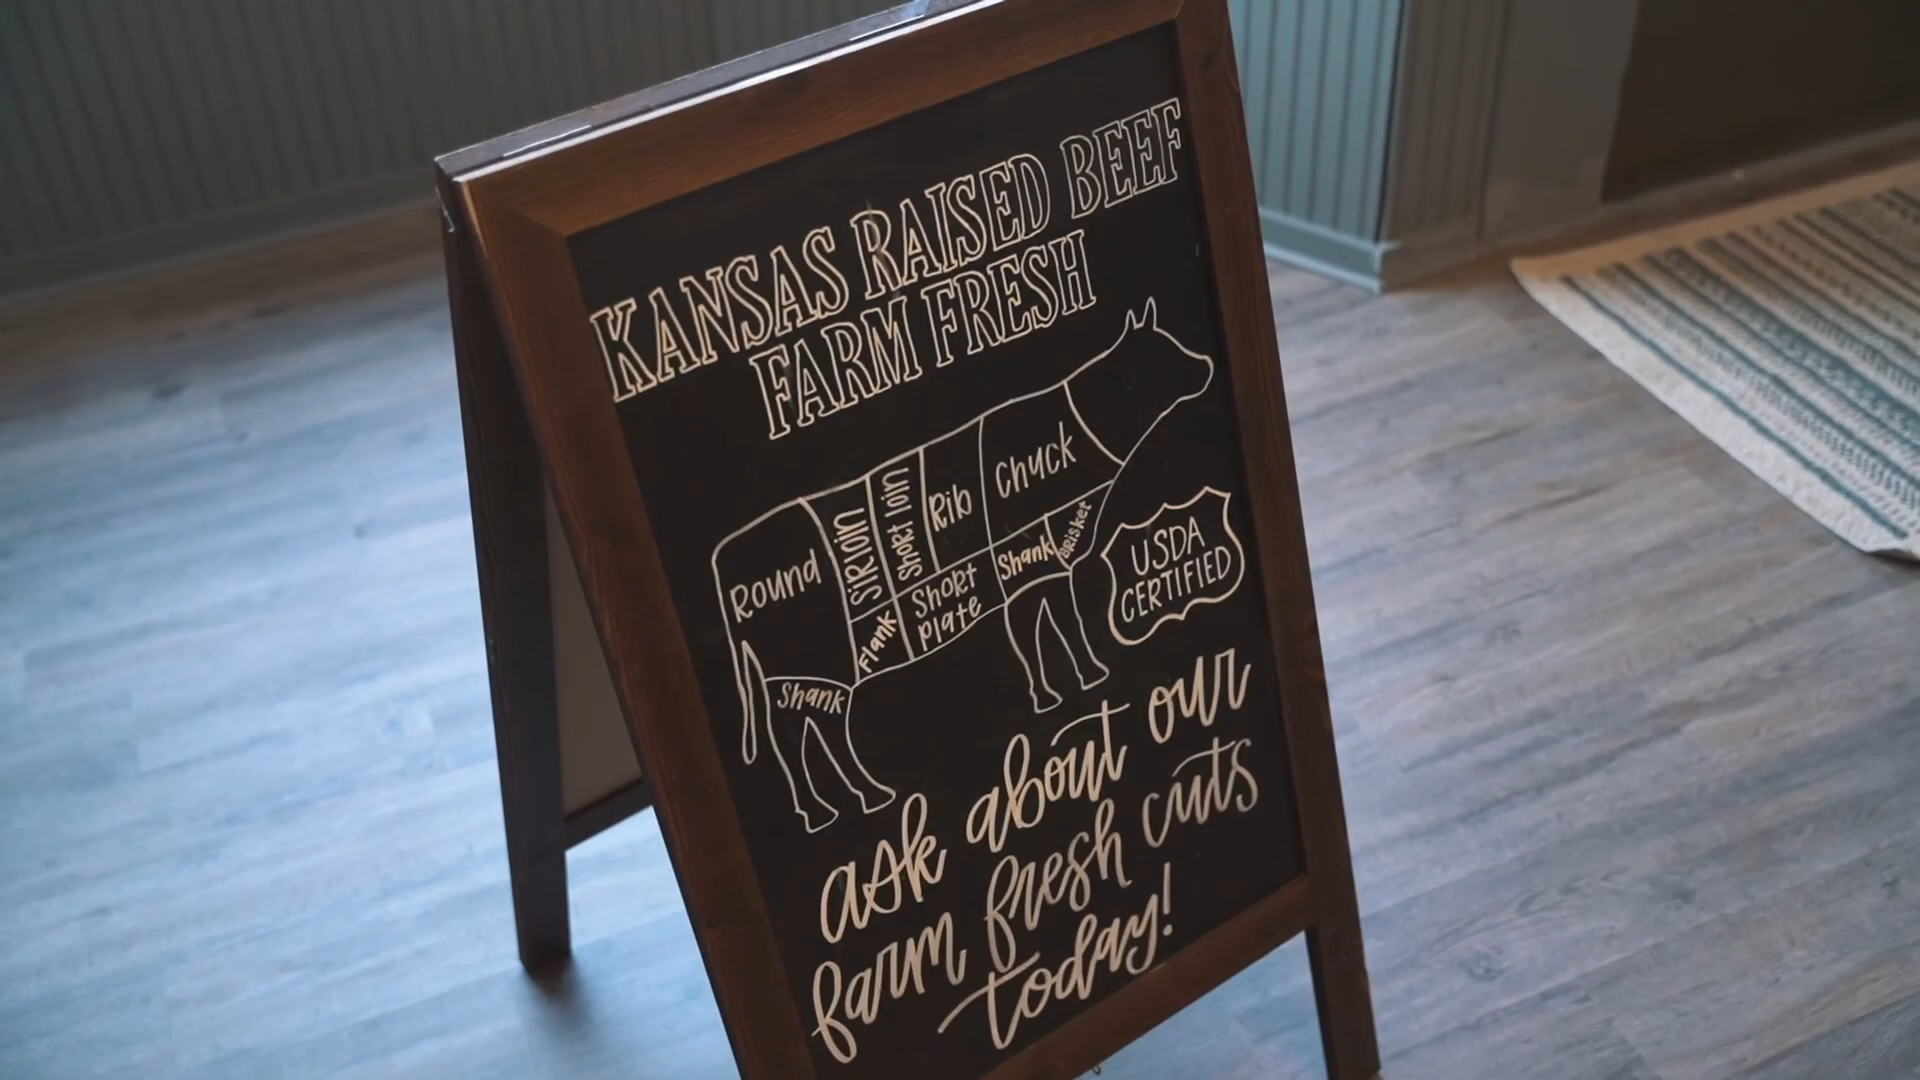 KANSAS RAISED BEEF
FARM FRESH
Round
Sirloin
Short loin
Rib
Chuck
Flank
Short
plate
Shank
Brisket
Shank
USDA
CERTIFIED
ask about our
farm fresh cuts
today!